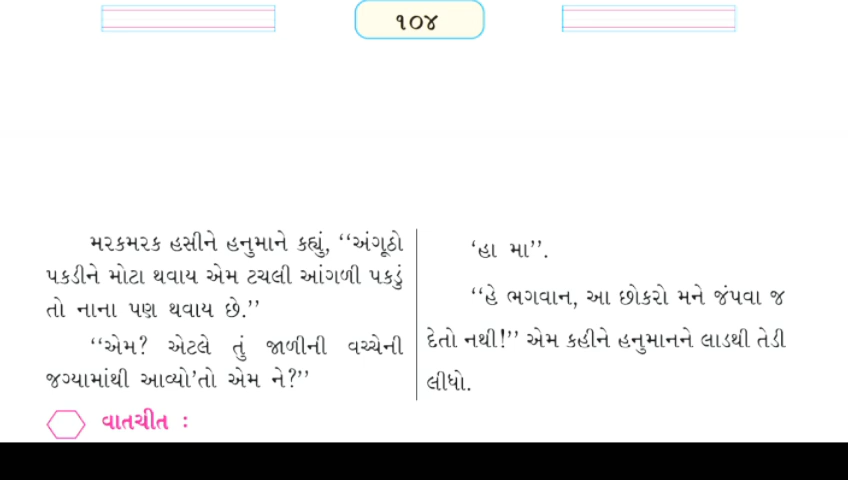 ૧૦૪
મરકમરક હસીને હનુમાને કહ્યું, ‘‘અંગૂઠો
પકડીને મોટા થવાય એમ ટચલી આંગળી પકડું
તો નાના પણ થવાય છે.’’
‘‘એમ? એટલે તું જાળીની વચ્ચેની
જગ્યામાંથી આવ્યો’તો એમ ને?’’
‘હા મા’’.
‘‘હે ભગવાન, આ છોકરો મને જંપવા જ
દેતો નથી!’’ એમ કહીને હનુમાનને લાડથી તેડી
લીધો.
વાતચીત :